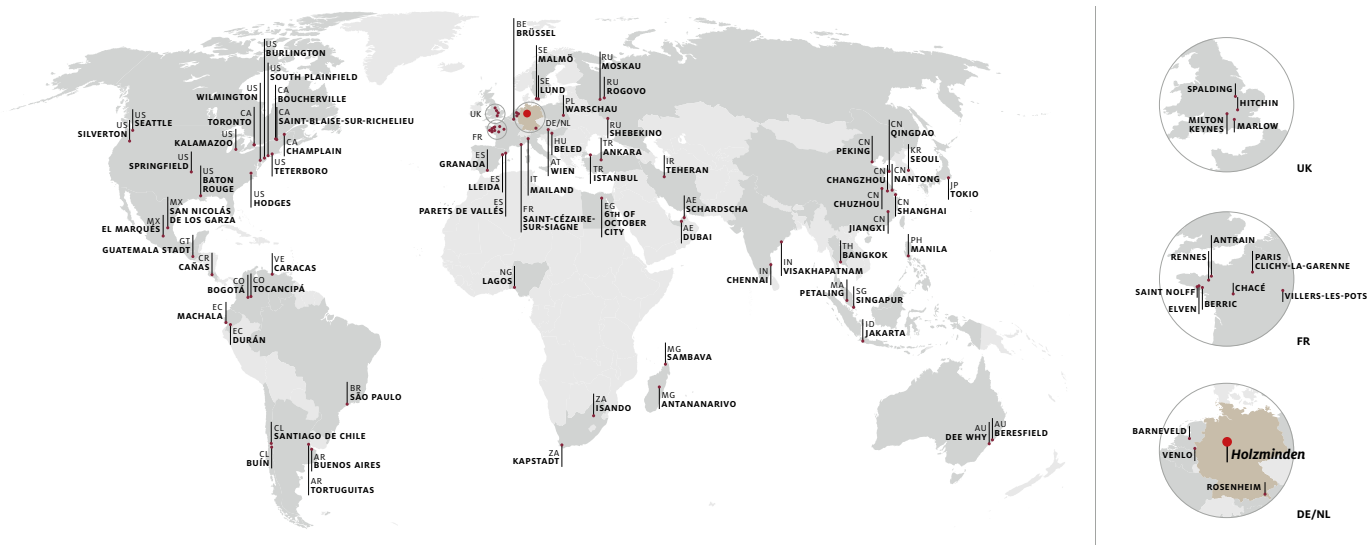 BE
BRÜSSEL
SE
MALMÖ
US
BURLINGTON
RU
MOSKAU
US
SOUTH PLAINFIELD
SE
LUND
RU
ROGOVO
US
WILMINGTON
CA
BOUCHERVILLE
PL
WARSCHAU
CA
TORONTO
CA
SAINT-BLAISE-SUR-RICHELIEU
UK
DE/NL
US
SEATTLE
US
SILVERTON
US
KALAMAZOO
CA
CHAMPLAIN
FR
RU
SHEBEKINO
CN
QINGDAO
HU
BELED
TR
ANKARA
CN
PEKING
KR
SEOUL
US
SPRINGFIELD
US
TETERBORO
ES
GRANADA
AT
WIEN
TR
ISTANBUL
IR
TEHERAN
US
BATON
ROUGE
ES
LLEIDA
IT
MAILAND
CN
CHANGZHOU
CN
NANTONG
JP
TOKIO
US
HODGES
CN
CHUZHOU
CN
SHANGHAI
MX
SAN NICOLÁS
DE LOS GARZA
ES
PARETS DE VALLÉS
FR
SAINT-CÉZAIRE-
SUR-SIAGNE
EG
6TH OF
OCTOBER
CITY
AE
SCHARDSCHA
AE
DUBAI
MX
EL MARQUÉS
CN
JIANGXI
GT
GUATEMALA STADT
PH
MANILA
TH
BANGKOK
CR
CAÑAS
VE
CARACAS
NG
LAGOS
IN
CHENNAI
IN
VISAKHAPATNAM
CO
BOGOTÁ
CO
TOCANCIPÁ
MA
PETALING
SG
SINGAPUR
EC
MACHALA
EC
DURÁN
ID
JAKARTA
MG
SAMBAVA
BR
SÃO PAULO
ZA
ISANDO
MG
ANTANANARIVO
CL
SANTIAGO DE CHILE
AU
DEE WHY
AU
BERESFIELD
CL
BUÍN
AR
BUENOS AIRES
ZA
KAPSTADT
AR
TORTUGUITAS
SPALDING
HITCHIN
MILTON
KEYNES
MARLOW
UK
ANTRAIN
RENNES
PARIS
CLICHY-LA-GARENNE
SAINT NOLFF
CHACÉ
VILLERS-LES-POTS
ELVEN
BERRIC
FR
BARNEVELD
VENLO
Holzminden
ROSENHEIM
DE/NL